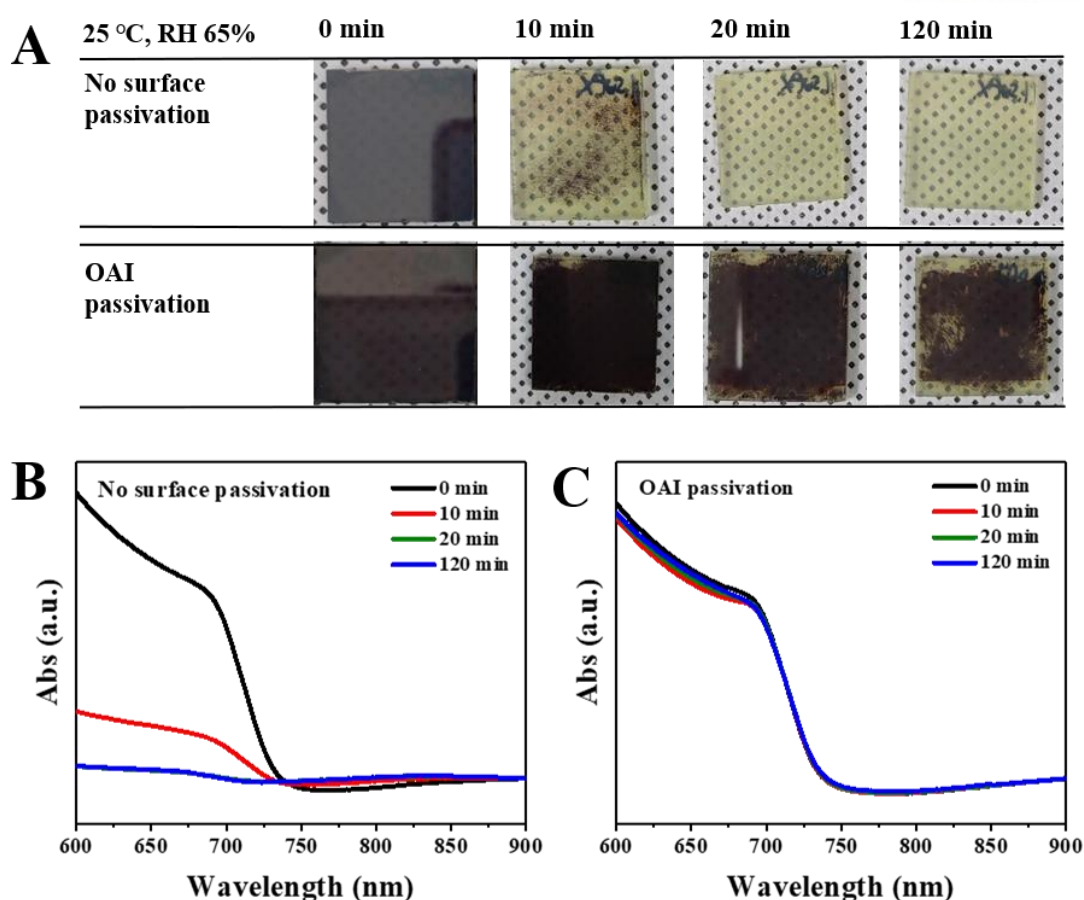 A
25 °C, RH 65% 0 min 10 min 20 min 120 min
No surface
passivation
OAI
passivation
B
No surface passivation
0 min
10 min
20 min
120 min
Abs (a.u.)
600 650 700 750 800 850 900
Wavelength (nm)
C
OAI passivation
0 min
10 min
20 min
120 min
Abs (a.u.)
600 650 700 750 800 850 900
Wavelength (nm)